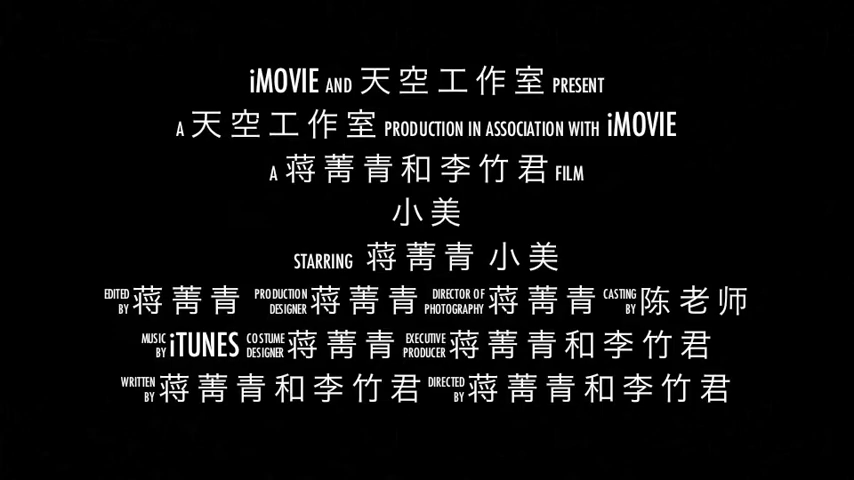 iMOVIE AND 天空工作室 PRESENT
A 天空工作室 PRODUCTION IN ASSOCIATION WITH iMOVIE
A 蒋菁青和李竹君 FILM
小美
STARRING 蒋菁青 小美
EDITED BY 蒋菁青 PRODUCTION DESIGNER 蒋菁青 DIRECTOR OF PHOTOGRAPHY 蒋菁青 CASTING BY 陈老师
MUSIC BY iTUNES COSTUME DESIGNER 蒋菁青 EXECUTIVE PRODUCER 蒋菁青和李竹君
WRITTEN BY 蒋菁青和李竹君 DIRECTED BY 蒋菁青和李竹君